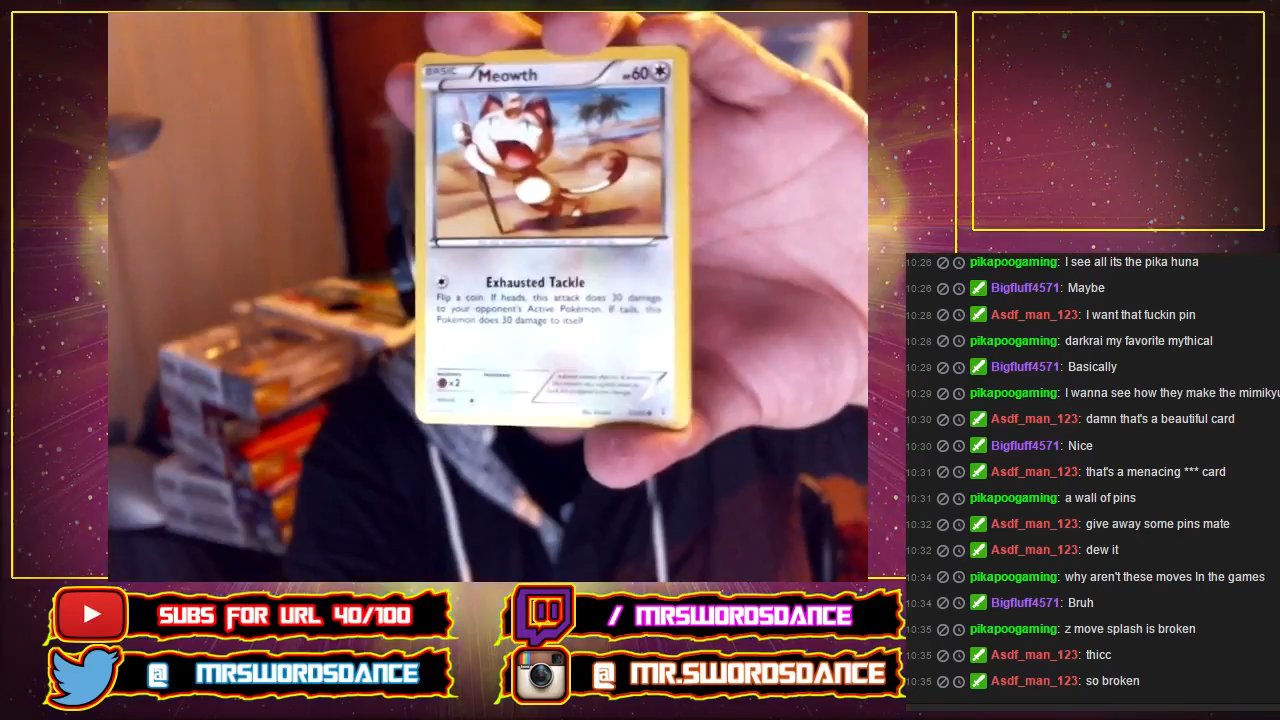 BASIC Meowth HP60
Exhausted Tackle
Flip a coin. If heads, this attack does 30 damage
to your opponent's Active Pokémon. If tails, this
Pokémon does 30 damage to itself
x2
10:26 pikapoogaming: I see all its the pika huna
10:26 Bigfluff4571: Maybe
10:28 Asdf_man_123: I want that fuckin pin
10:28 pikapoogaming: darkrai my favorite mythical
10:29 Bigfluff4571: Basically
10:29 pikapoogaming: I wanna see how they make the mimikyu
10:30 Asdf_man_123: damn that's a beautiful card
10:30 Bigfluff4571: Nice
10:31 Asdf_man_123: that's a menacing *** card
10:31 pikapoogaming: a wall of pins
10:32 Asdf_man_123: give away some pins mate
10:32 Asdf_man_123: dew it
10:34 pikapoogaming: why aren't these moves In the games
10:34 Bigfluff4571: Bruh
10:35 pikapoogaming: z move splash is broken
10:35 Asdf_man_123: thicc
10:35 Asdf_man_123: so broken
SUBS FOR URL 40/100
/ MRSWORDSDANCE
@ MRSWORDSDANCE
@ MR.SWORDSDANCE